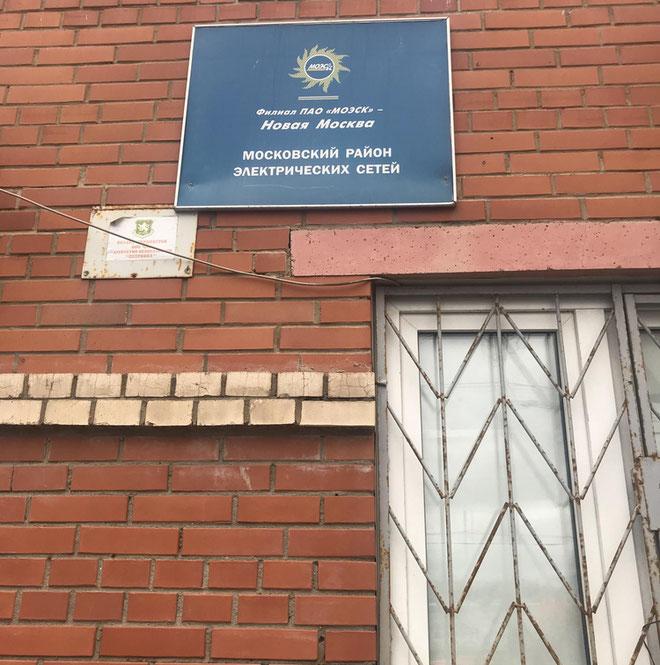 МОЭСК
Филиал ПАО «МОЭСК» –
Новая Москва
МОСКОВСКИЙ РАЙОН
ЭЛЕКТРИЧЕСКИХ СЕТЕЙ